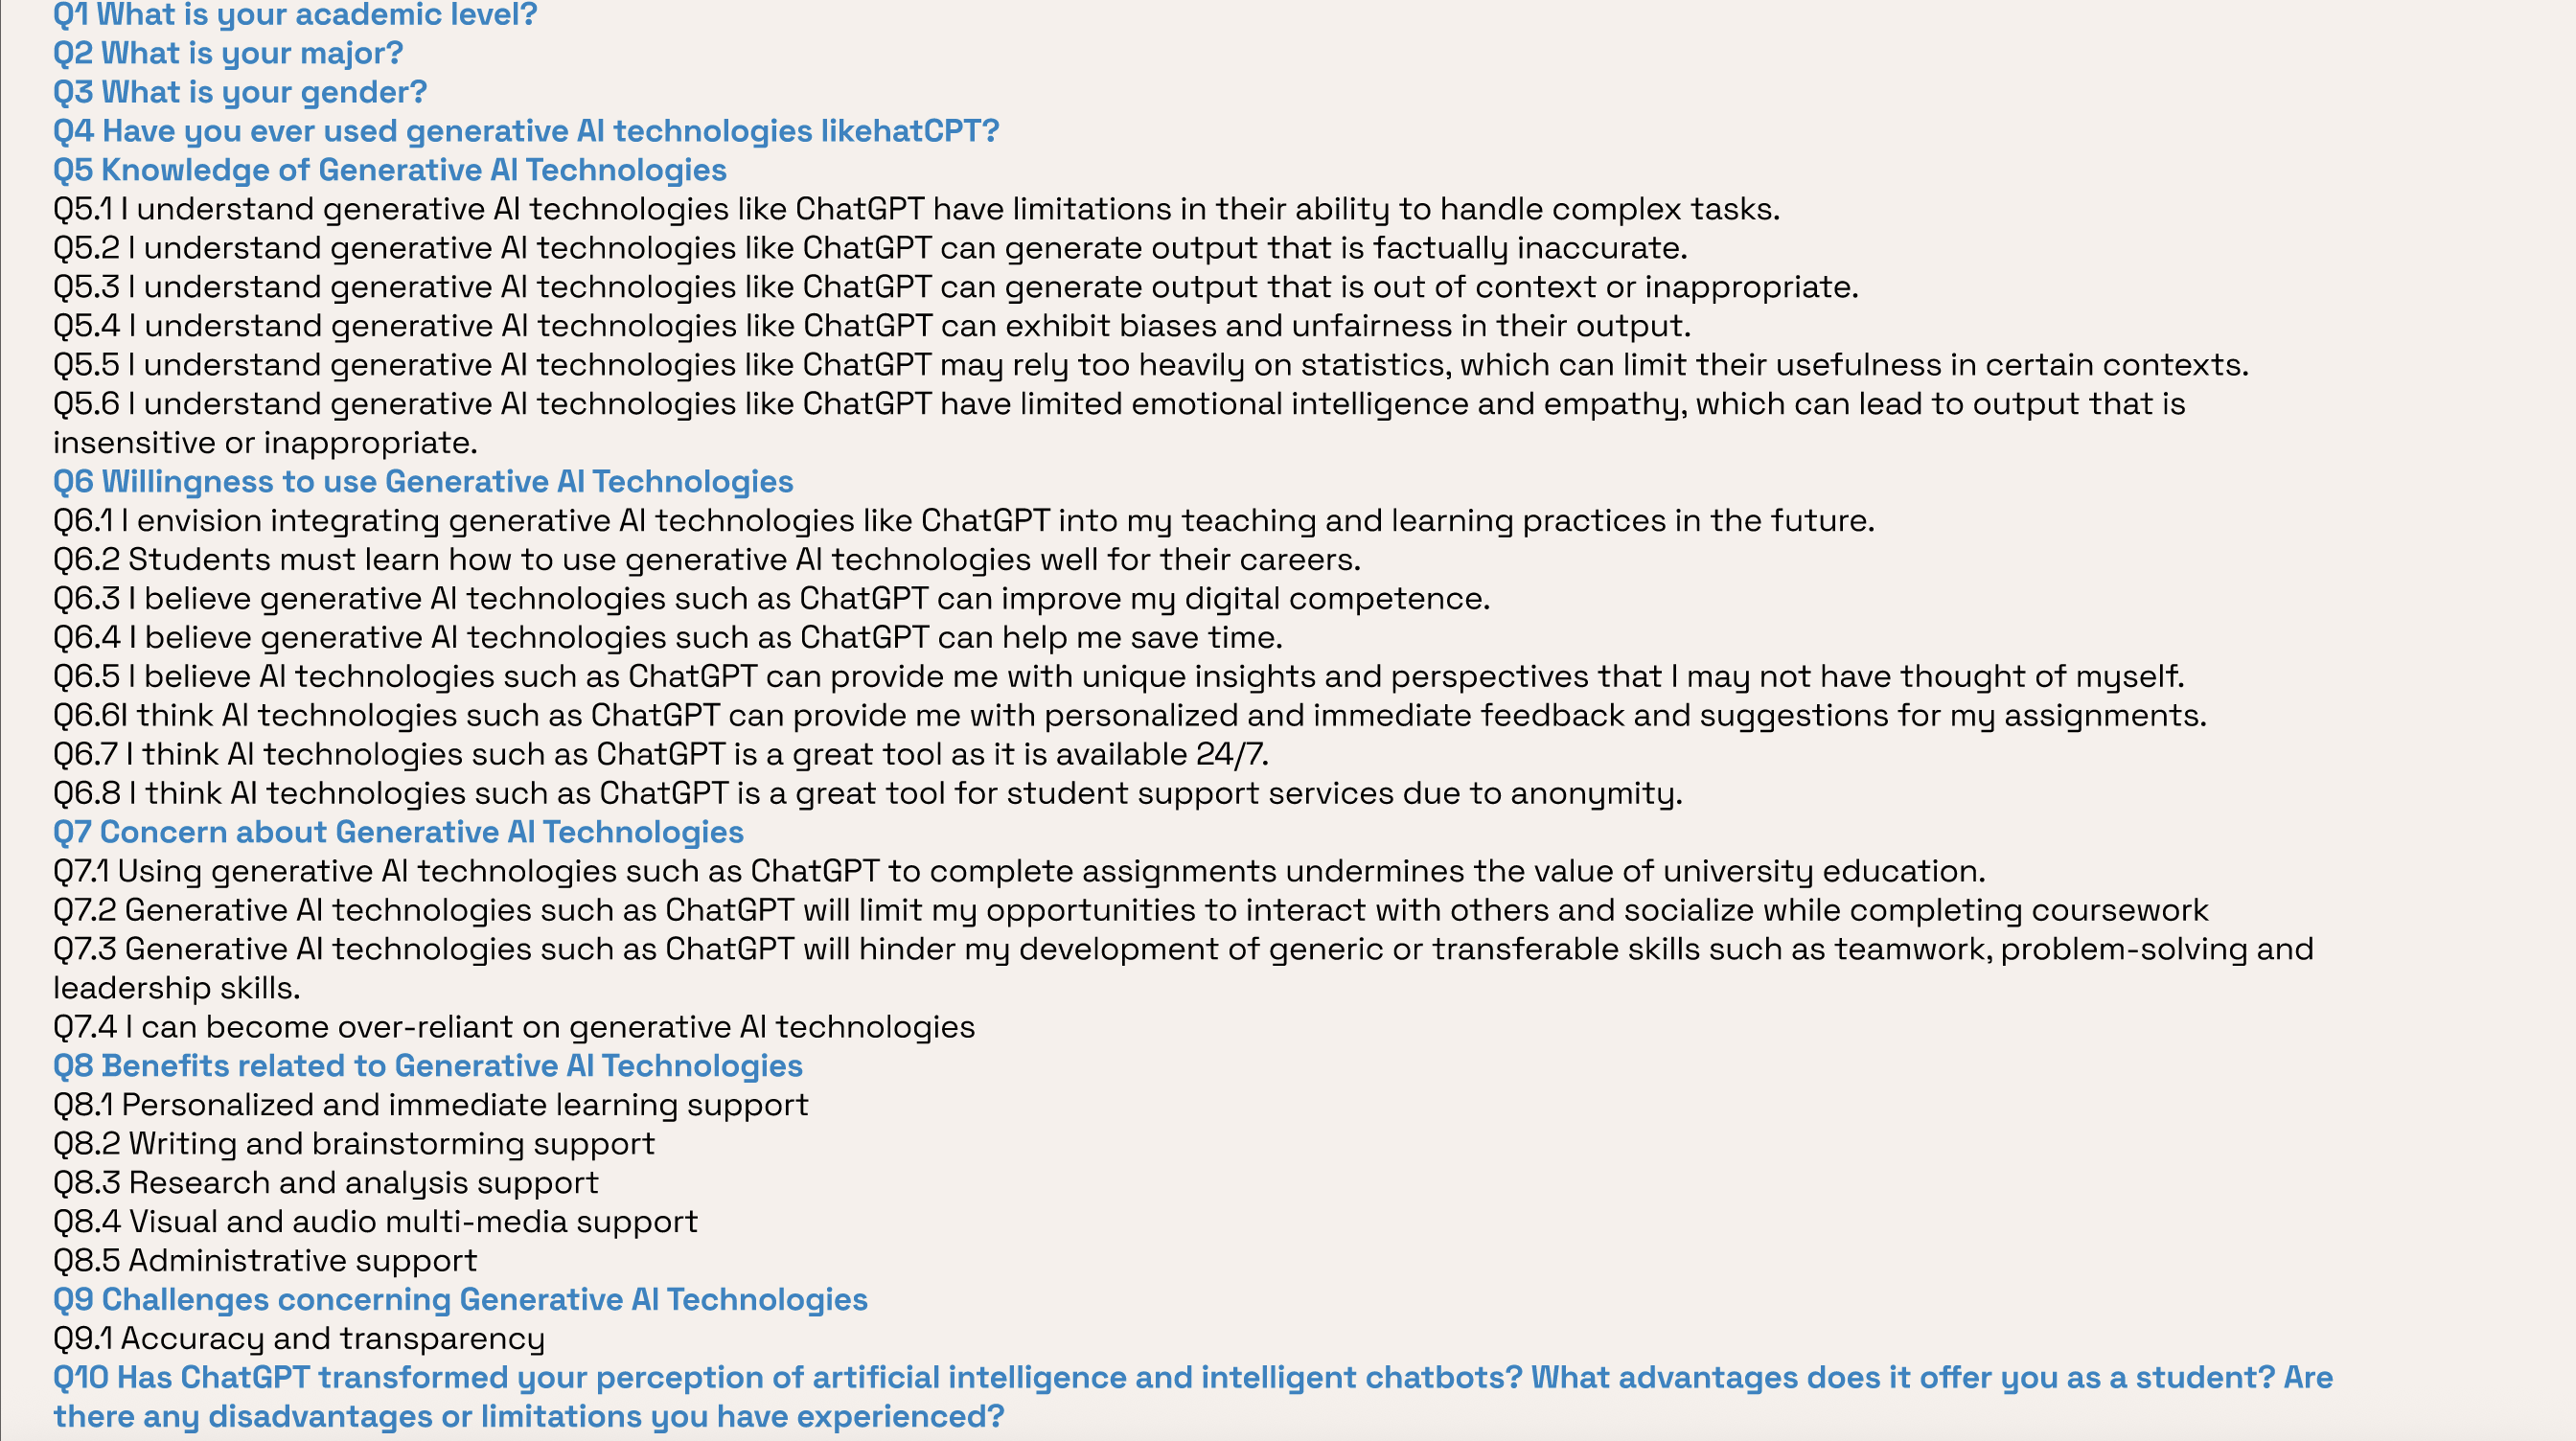 Q1 What is your academic level?
Q2 What is your major?
Q3 What is your gender?
Q4 Have you ever used generative AI technologies likehatCPT?
Q5 Knowledge of Generative AI Technologies
Q5.1 I understand generative AI technologies like ChatGPT have limitations in their ability to handle complex tasks.
Q5.2 I understand generative AI technologies like ChatGPT can generate output that is factually inaccurate.
Q5.3 I understand generative AI technologies like ChatGPT can generate output that is out of context or inappropriate.
Q5.4 I understand generative AI technologies like ChatGPT can exhibit biases and unfairness in their output.
Q5.5 I understand generative AI technologies like ChatGPT may rely too heavily on statistics, which can limit their usefulness in certain contexts.
Q5.6 I understand generative AI technologies like ChatGPT have limited emotional intelligence and empathy, which can lead to output that is
insensitive or inappropriate.
Q6 Willingness to use Generative AI Technologies
Q6.1 I envision integrating generative AI technologies like ChatGPT into my teaching and learning practices in the future.
Q6.2 Students must learn how to use generative AI technologies well for their careers.
Q6.3 I believe generative AI technologies such as ChatGPT can improve my digital competence.
Q6.4 I believe generative AI technologies such as ChatGPT can help me save time.
Q6.5 I believe AI technologies such as ChatGPT can provide me with unique insights and perspectives that I may not have thought of myself.
Q6.6I think AI technologies such as ChatGPT can provide me with personalized and immediate feedback and suggestions for my assignments.
Q6.7 I think AI technologies such as ChatGPT is a great tool as it is available 24/7.
Q6.8 I think AI technologies such as ChatGPT is a great tool for student support services due to anonymity.
Q7 Concern about Generative AI Technologies
Q7.1 Using generative AI technologies such as ChatGPT to complete assignments undermines the value of university education.
Q7.2 Generative AI technologies such as ChatGPT will limit my opportunities to interact with others and socialize while completing coursework
Q7.3 Generative AI technologies such as ChatGPT will hinder my development of generic or transferable skills such as teamwork, problem-solving and
leadership skills.
Q7.4 I can become over-reliant on generative AI technologies
Q8 Benefits related to Generative AI Technologies
Q8.1 Personalized and immediate learning support
Q8.2 Writing and brainstorming support
Q8.3 Research and analysis support
Q8.4 Visual and audio multi-media support
Q8.5 Administrative support
Q9 Challenges concerning Generative AI Technologies
Q9.1 Accuracy and transparency
Q10 Has ChatGPT transformed your perception of artificial intelligence and intelligent chatbots? What advantages does it offer you as a student? Are
there any disadvantages or limitations you have experienced?